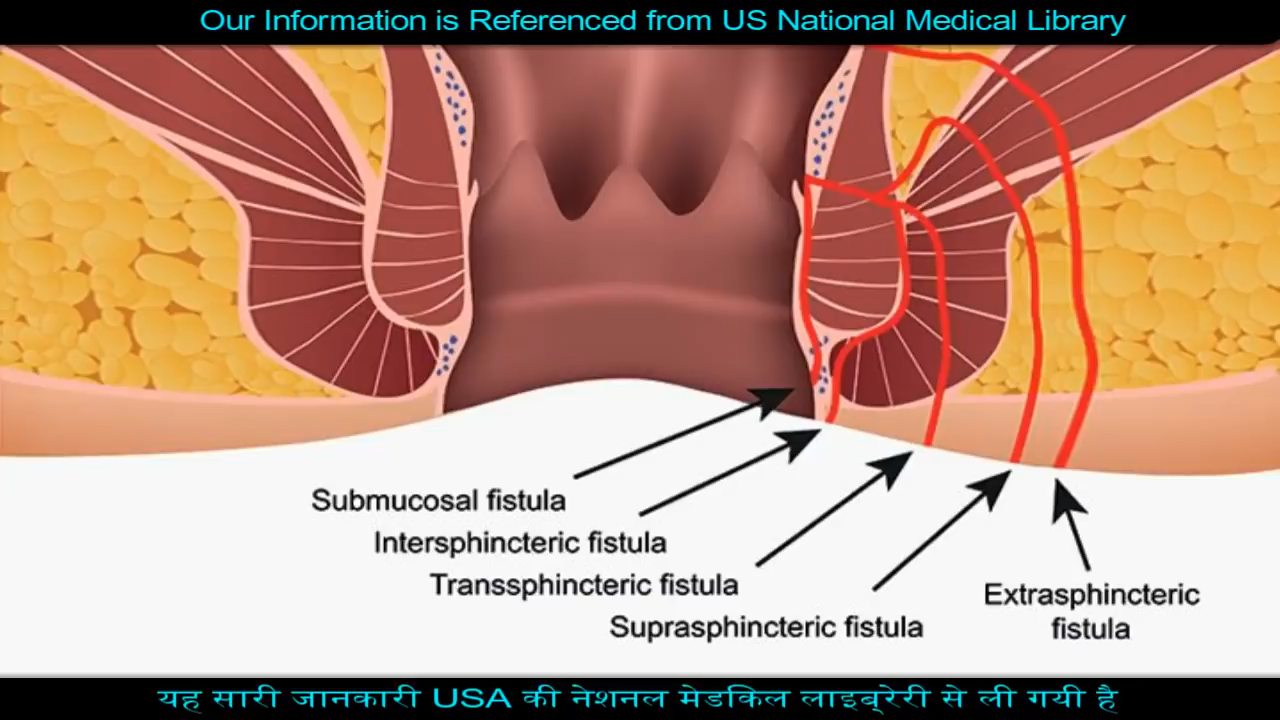 Our Information is Referenced from US National Medical Library
Submucosal fistula
Intersphincteric fistula
Transsphincteric fistula
Suprasphincteric fistula
Extrasphincteric
fistula
यह सारी जानकारी USA की नेशनल मेडकिल लाइब्रेरी से ली गयी है